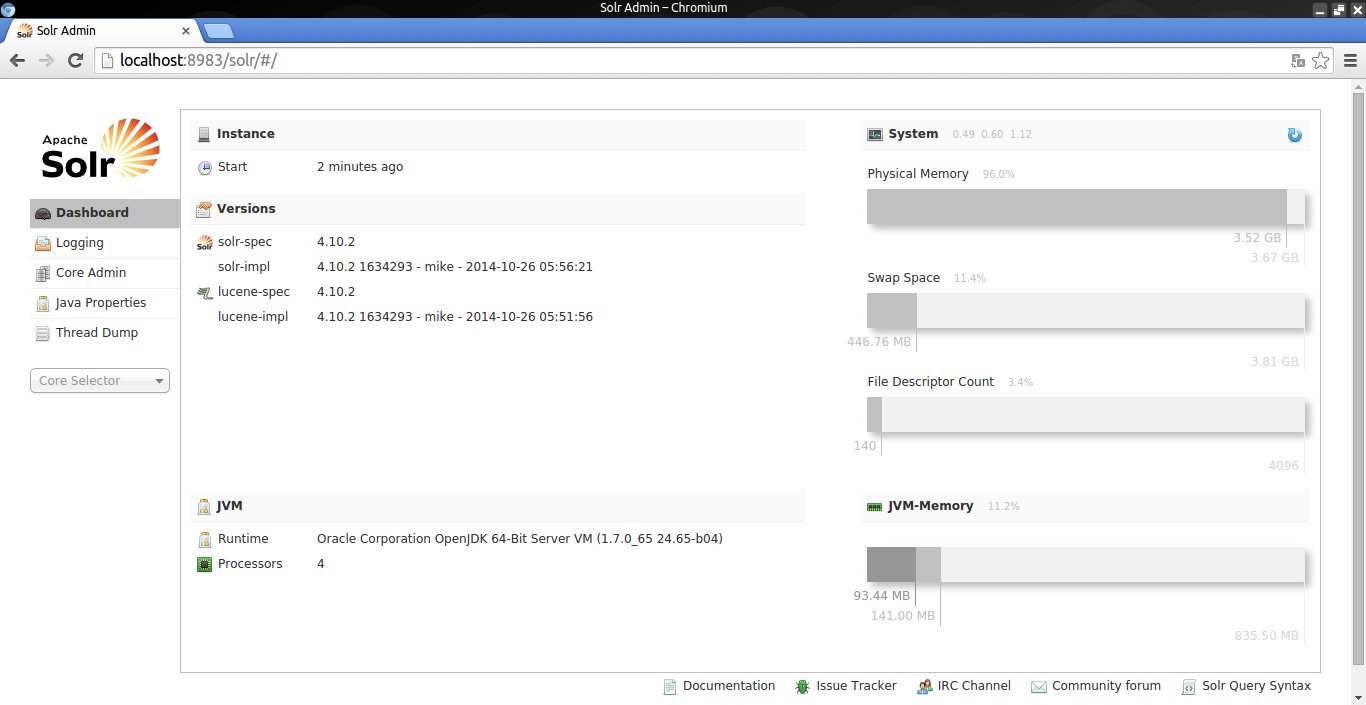 Solr Admin – Chromium
Solr Admin
localhost:8983/solr/#/
Apache
Solr
Dashboard
Logging
Core Admin
Java Properties
Thread Dump
Core Selector
Instance
Start 2 minutes ago
Versions
solr-spec 4.10.2
solr-impl 4.10.2 1634293 - mike - 2014-10-26 05:56:21
lucene-spec 4.10.2
lucene-impl 4.10.2 1634293 - mike - 2014-10-26 05:51:56
JVM
Runtime Oracle Corporation OpenJDK 64-Bit Server VM (1.7.0_65 24.65-b04)
Processors 4
System 0.49 0.60 1.12
Physical Memory 96.0%
3.52 GB
3.67 GB
Swap Space 11.4%
446.76 MB
3.81 GB
File Descriptor Count 3.4%
140
4096
JVM-Memory 11.2%
93.44 MB
141.00 MB
835.50 MB
Documentation Issue Tracker IRC Channel Community forum Solr Query Syntax